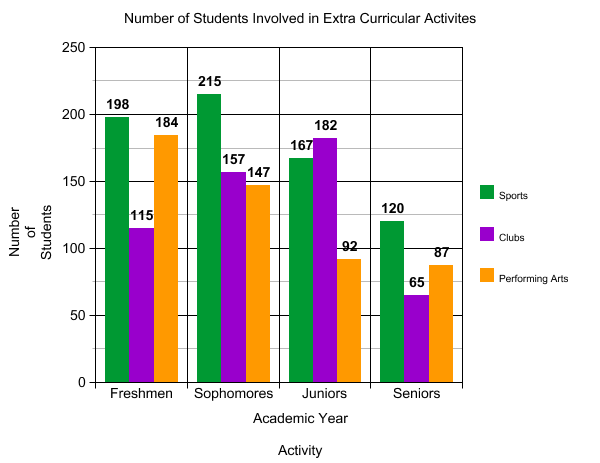 Number of Students Involved in Extra Curricular Activites
250
200
150
100
50
0
Number
of
Students
198
115
184
215
157
147
167
182
92
120
65
87
Freshmen
Sophomores
Juniors
Seniors
Academic Year
Activity
Sports
Clubs
Performing Arts